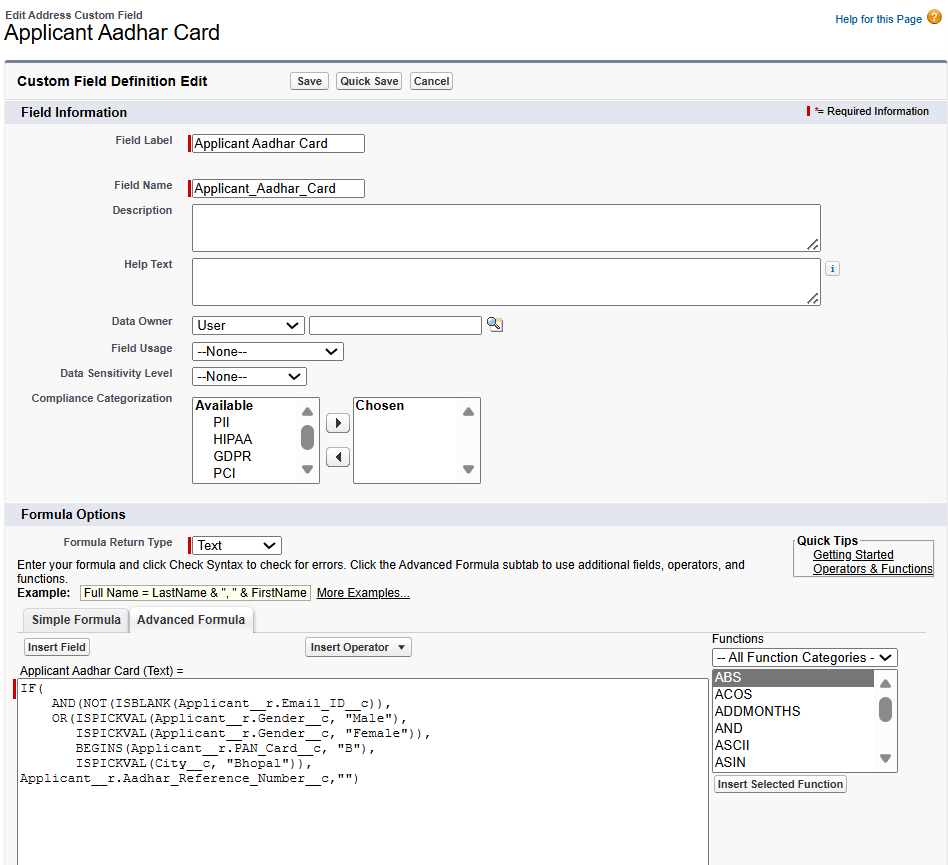 Edit Address Custom Field
Applicant Aadhar Card
Help for this Page ?
Custom Field Definition Edit
Save
Quick Save
Cancel
Field Information
*= Required Information
Field Label
Applicant Aadhar Card
Field Name
Applicant_Aadhar_Card
Description
Help Text
i
Data Owner
User
Field Usage
--None--
Data Sensitivity Level
--None--
Compliance Categorization
Available
PII
HIPAA
GDPR
PCI
Chosen
Formula Options
Formula Return Type
Text
Quick Tips
Getting Started
Operators & Functions
Enter your formula and click Check Syntax to check for errors. Click the Advanced Formula subtab to use additional fields, operators, and
functions.
Example: Full Name = LastName & ", " & FirstName More Examples...
Simple Formula
Advanced Formula
Insert Field
Insert Operator
Applicant Aadhar Card (Text) =
IF(
AND(NOT(ISBLANK(Applicant__r.Email_ID__c)),
OR(ISPICKVAL(Applicant__r.Gender__c, "Male"),
ISPICKVAL(Applicant__r.Gender__c, "Female")),
BEGINS(Applicant__r.PAN_Card__c, "B"),
ISPICKVAL(City__c, "Bhopal")),
Applicant__r.Aadhar_Reference_Number__c,"")
Functions
-- All Function Categories -
ABS
ACOS
ADDMONTHS
AND
ASCII
ASIN
Insert Selected Function